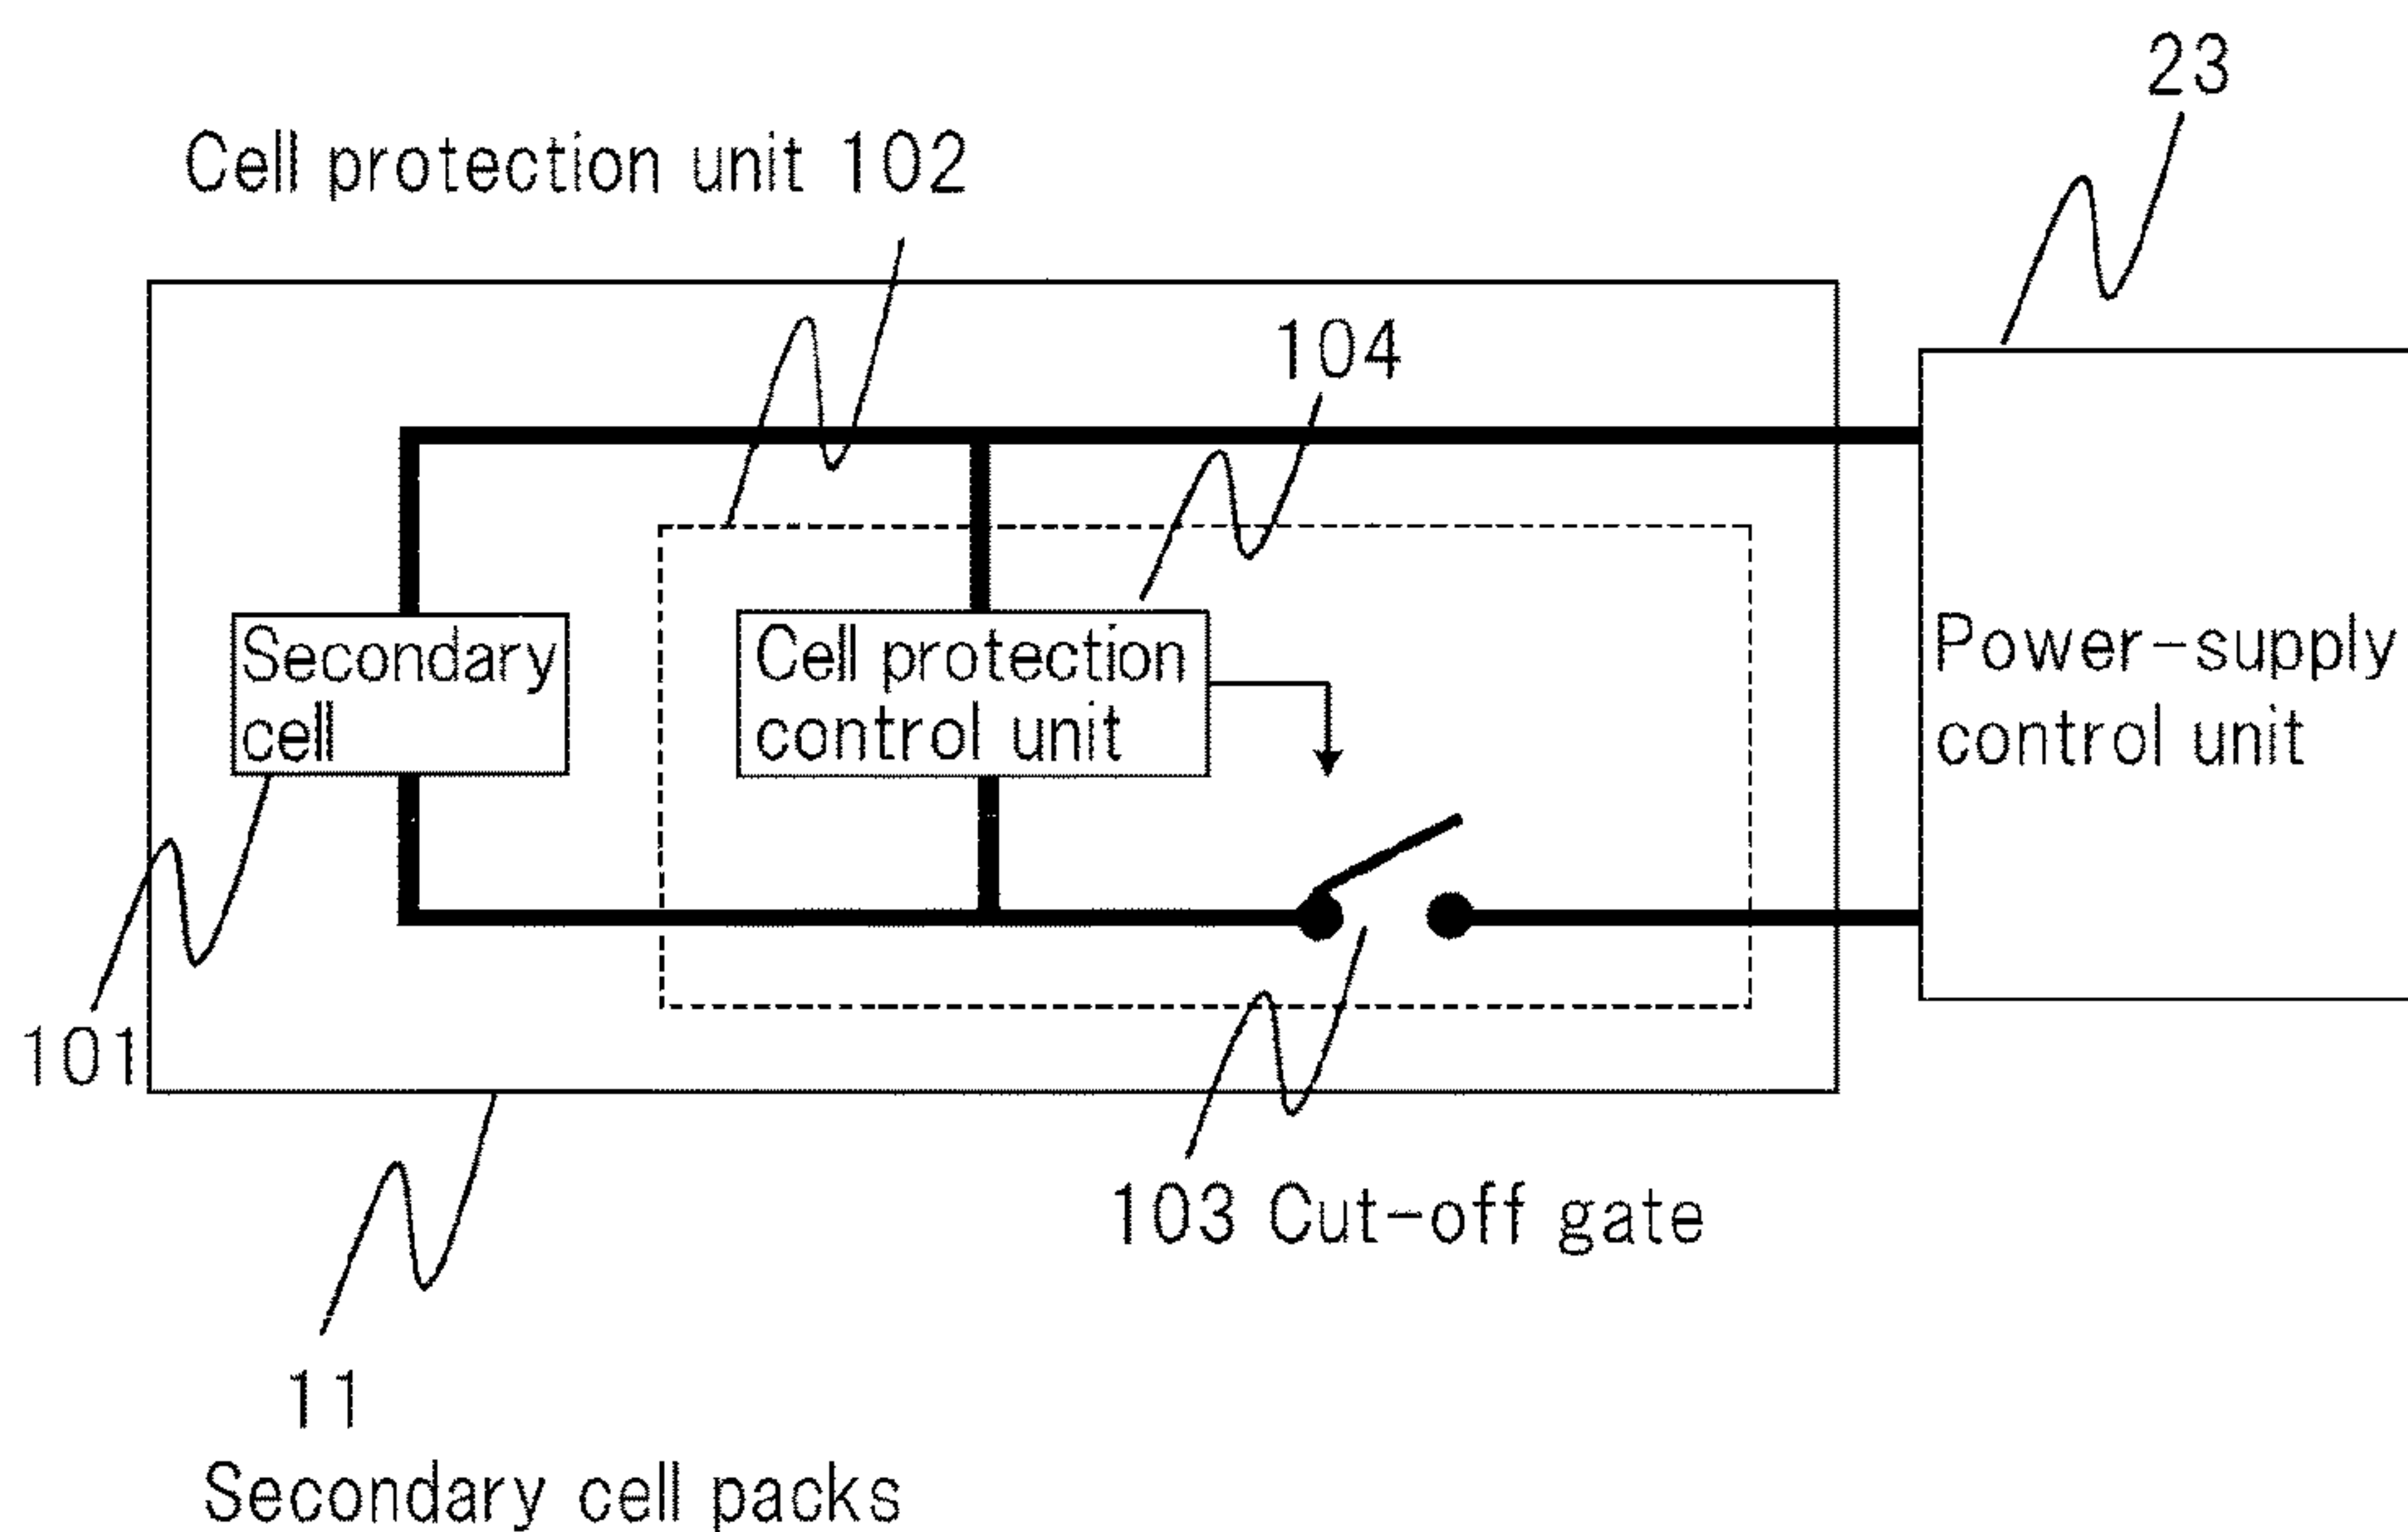 23
Cell protection unit 102
104
Secondary
cell
Cell protection
control unit
Power-supply
control unit
101
103 Cut-off gate
11
Secondary cell packs